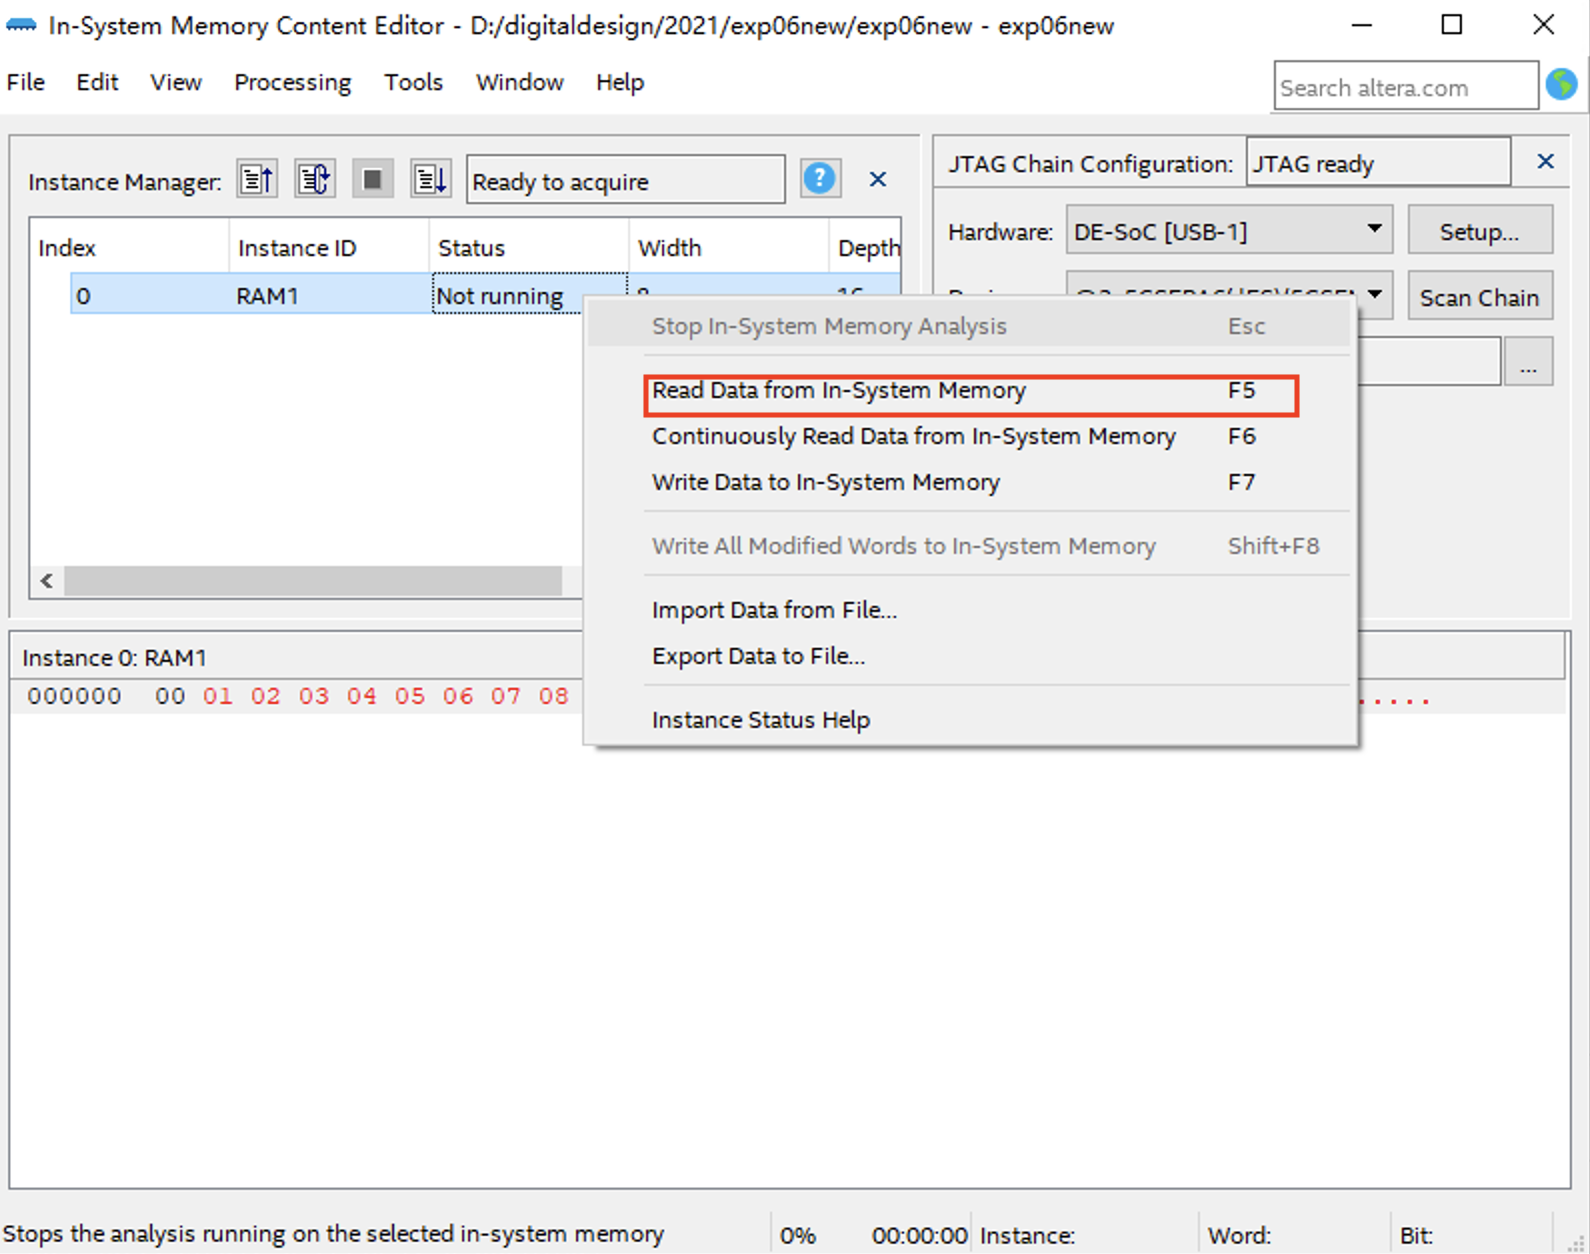 In-System Memory Content Editor - D:/digitaldesign/2021/exp06new/exp06new - exp06new
File Edit View Processing Tools Window Help
Search altera.com
Instance Manager: Ready to acquire
JTAG Chain Configuration: JTAG ready
Hardware: DE-SoC [USB-1] Setup...
Index Instance ID Status Width Depth
0 RAM1 Not running
Scan Chain
...
Stop In-System Memory Analysis Esc
Read Data from In-System Memory F5
Continuously Read Data from In-System Memory F6
Write Data to In-System Memory F7
Write All Modified Words to In-System Memory Shift+F8
Import Data from File...
Export Data to File...
Instance Status Help
Instance 0: RAM1
000000 00 01 02 03 04 05 06 07 08 .....
Stops the analysis running on the selected in-system memory 0% 00:00:00 Instance: Word: Bit: